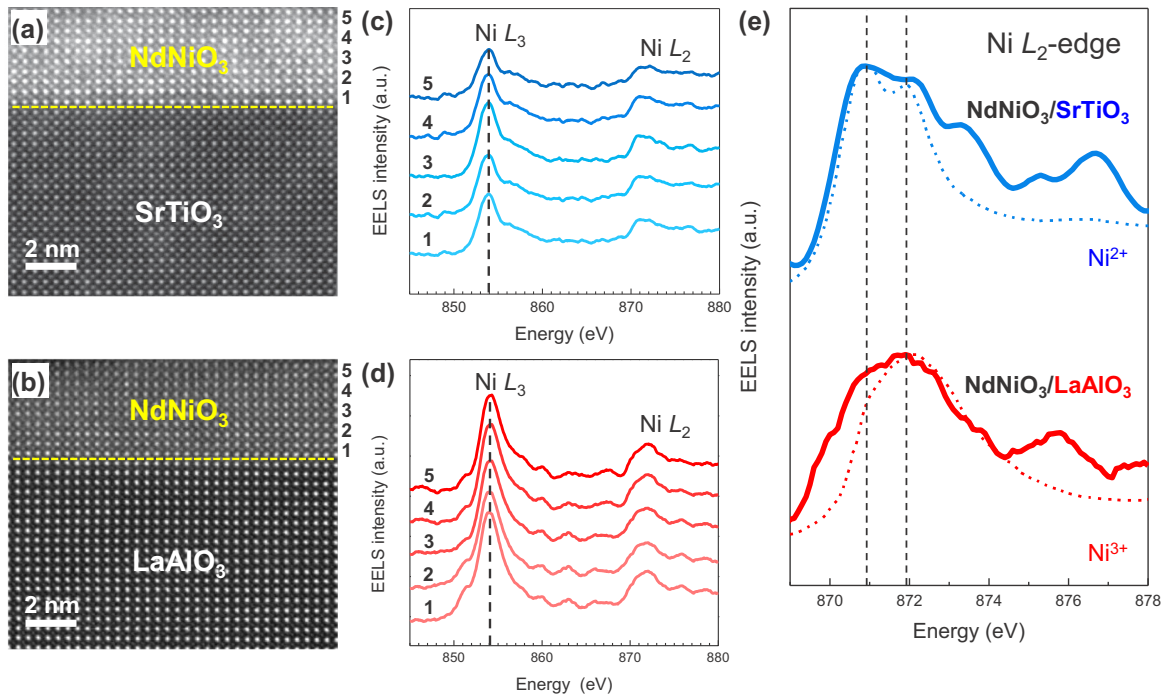 (a)
NdNiO₃
5
4
3
2
1
SrTiO₃
2 nm
(b)
NdNiO₃
5
4
3
2
1
LaAlO₃
2 nm
(c)
Ni L₃
Ni L₂
5
4
3
2
1
EELS intensity (a.u.)
850 860 870 880
Energy (eV)
(d)
Ni L₃
Ni L₂
5
4
3
2
1
EELS intensity (a.u.)
850 860 870 880
Energy (eV)
(e)
Ni L₂-edge
NdNiO₃/SrTiO₃
Ni²⁺
NdNiO₃/LaAlO₃
Ni³⁺
EELS intensity (a.u.)
870 872 874 876 878
Energy (eV)